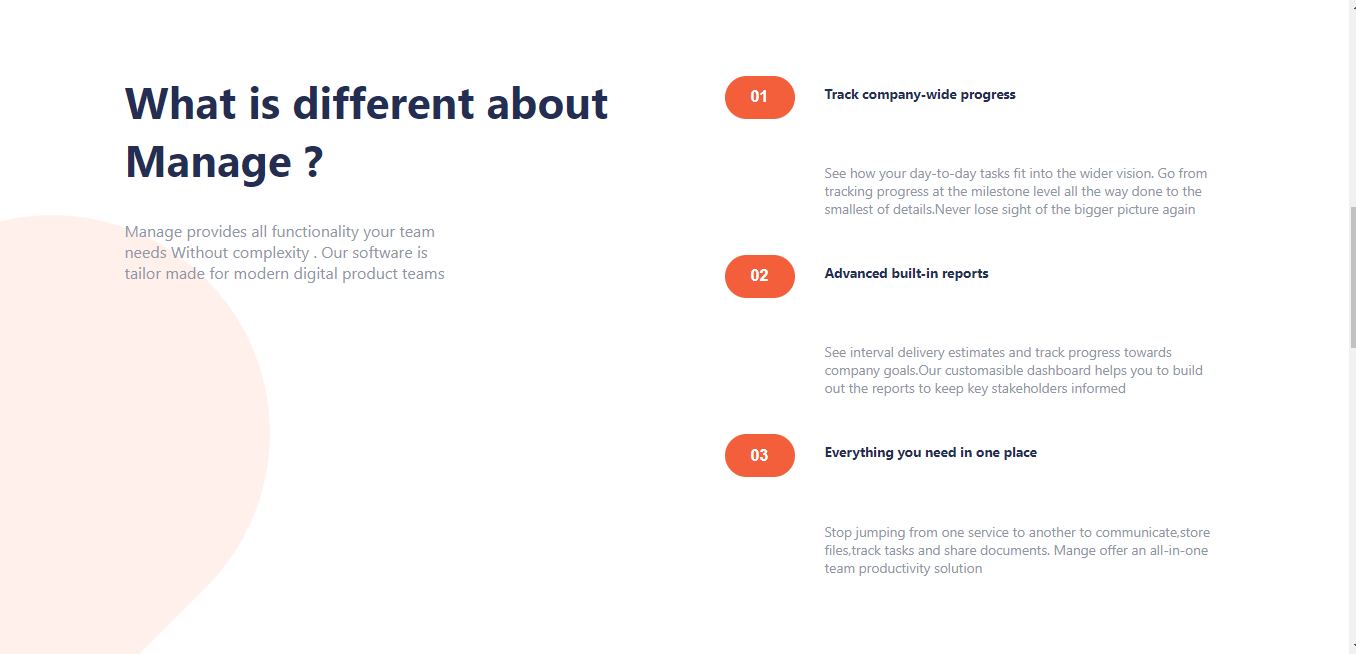 What is different about
Manage ?
Manage provides all functionality your team
needs Without complexity . Our software is
tailor made for modern digital product teams
01
Track company-wide progress
See how your day-to-day tasks fit into the wider vision. Go from
tracking progress at the milestone level all the way done to the
smallest of details.Never lose sight of the bigger picture again
02
Advanced built-in reports
See interval delivery estimates and track progress towards
company goals.Our customasible dashboard helps you to build
out the reports to keep key stakeholders informed
03
Everything you need in one place
Stop jumping from one service to another to communicate,store
files,track tasks and share documents. Mange offer an all-in-one
team productivity solution